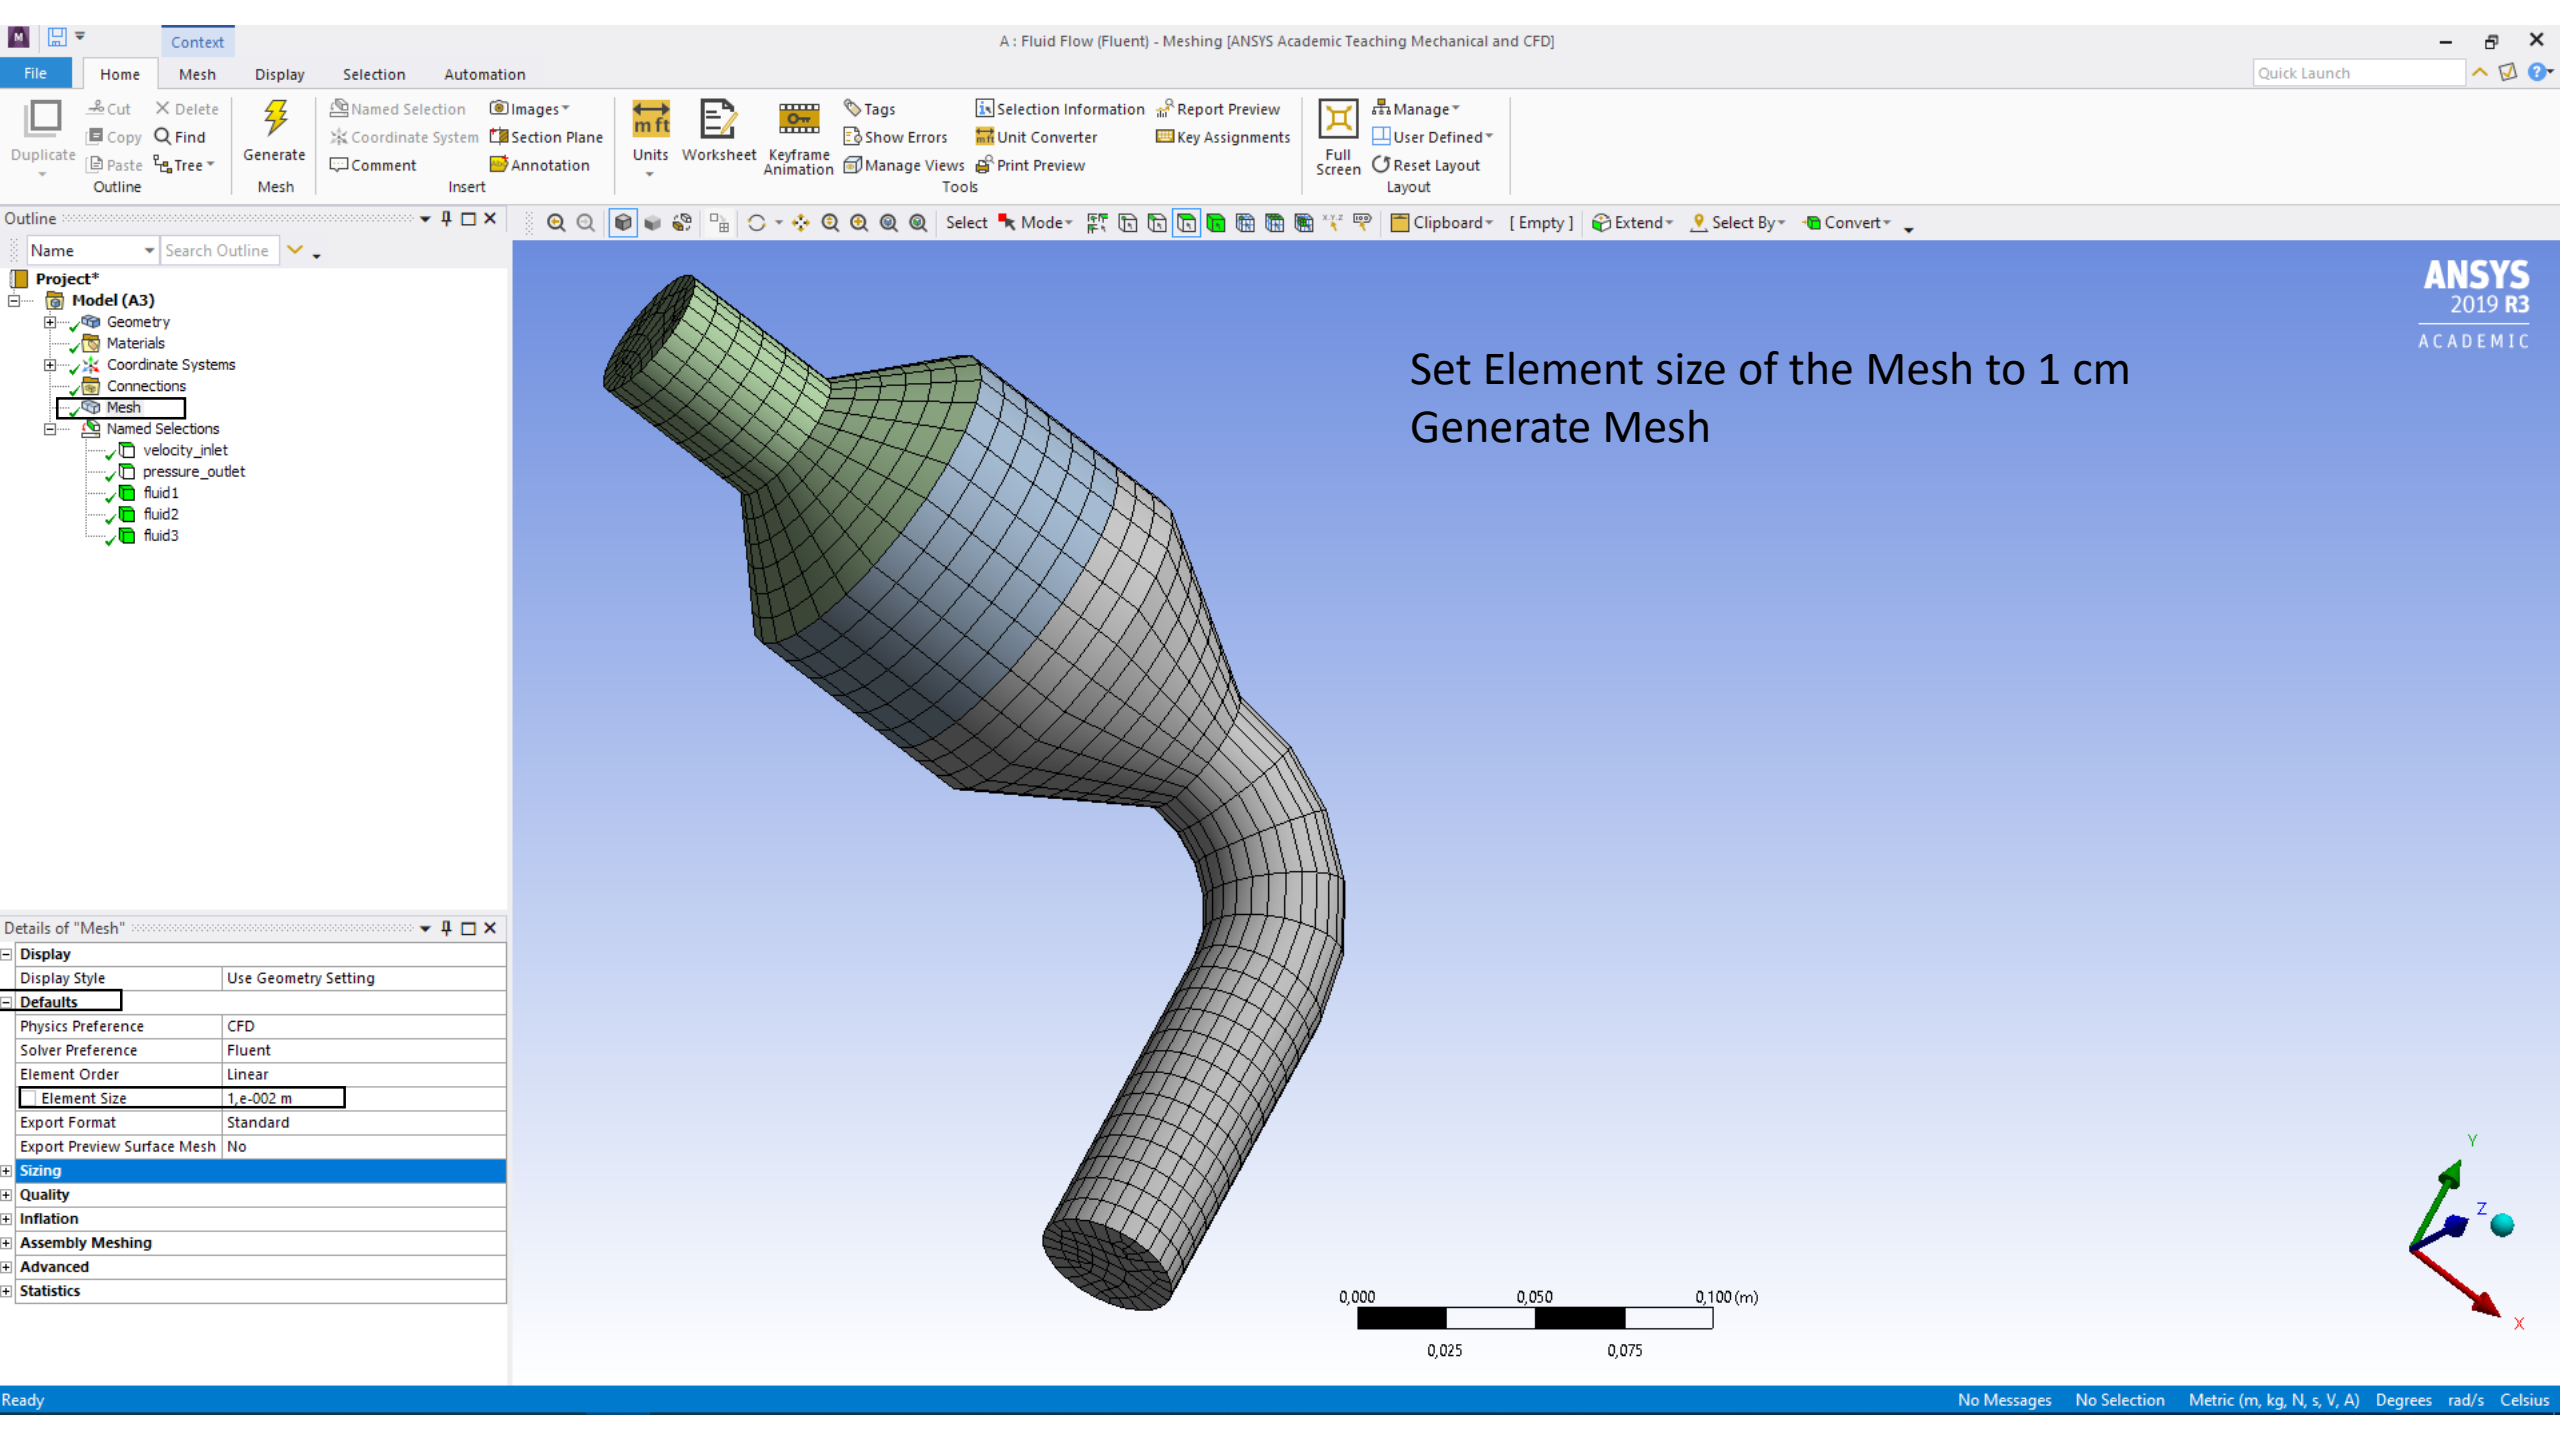 Context
A : Fluid Flow (Fluent) - Meshing [ANSYS Academic Teaching Mechanical and CFD]
File Home Mesh Display Selection Automation
Quick Launch
Duplicate
Cut
Delete
Copy
Find
Paste
Tree
Outline
Generate
Mesh
Named Selection
Images
Coordinate System
Section Plane
Comment
Annotation
Insert
m ft
Units
Worksheet
Keyframe
Animation
Tags
Show Errors
Manage Views
Selection Information
Unit Converter
Print Preview
Report Preview
Key Assignments
Tools
Full
Screen
Manage
User Defined
Reset Layout
Layout
Outline
Name
Search Outline
Select Mode
Clipboard [ Empty ] Extend Select By Convert
Project*
Model (A3)
Geometry
Materials
Coordinate Systems
Connections
Mesh
Named Selections
velocity_inlet
pressure_outlet
fluid1
fluid2
fluid3
ANSYS
2019 R3
ACADEMIC
Set Element size of the Mesh to 1 cm
Generate Mesh
Details of "Mesh"
Display
Display Style Use Geometry Setting
Defaults
Physics Preference CFD
Solver Preference Fluent
Element Order Linear
Element Size 1,e-002 m
Export Format Standard
Export Preview Surface Mesh No
Sizing
Quality
Inflation
Assembly Meshing
Advanced
Statistics
0,000 0,050 0,100 (m)
0,025 0,075
Y
Z
X
Ready
No Messages No Selection Metric (m, kg, N, s, V, A) Degrees rad/s Celsius